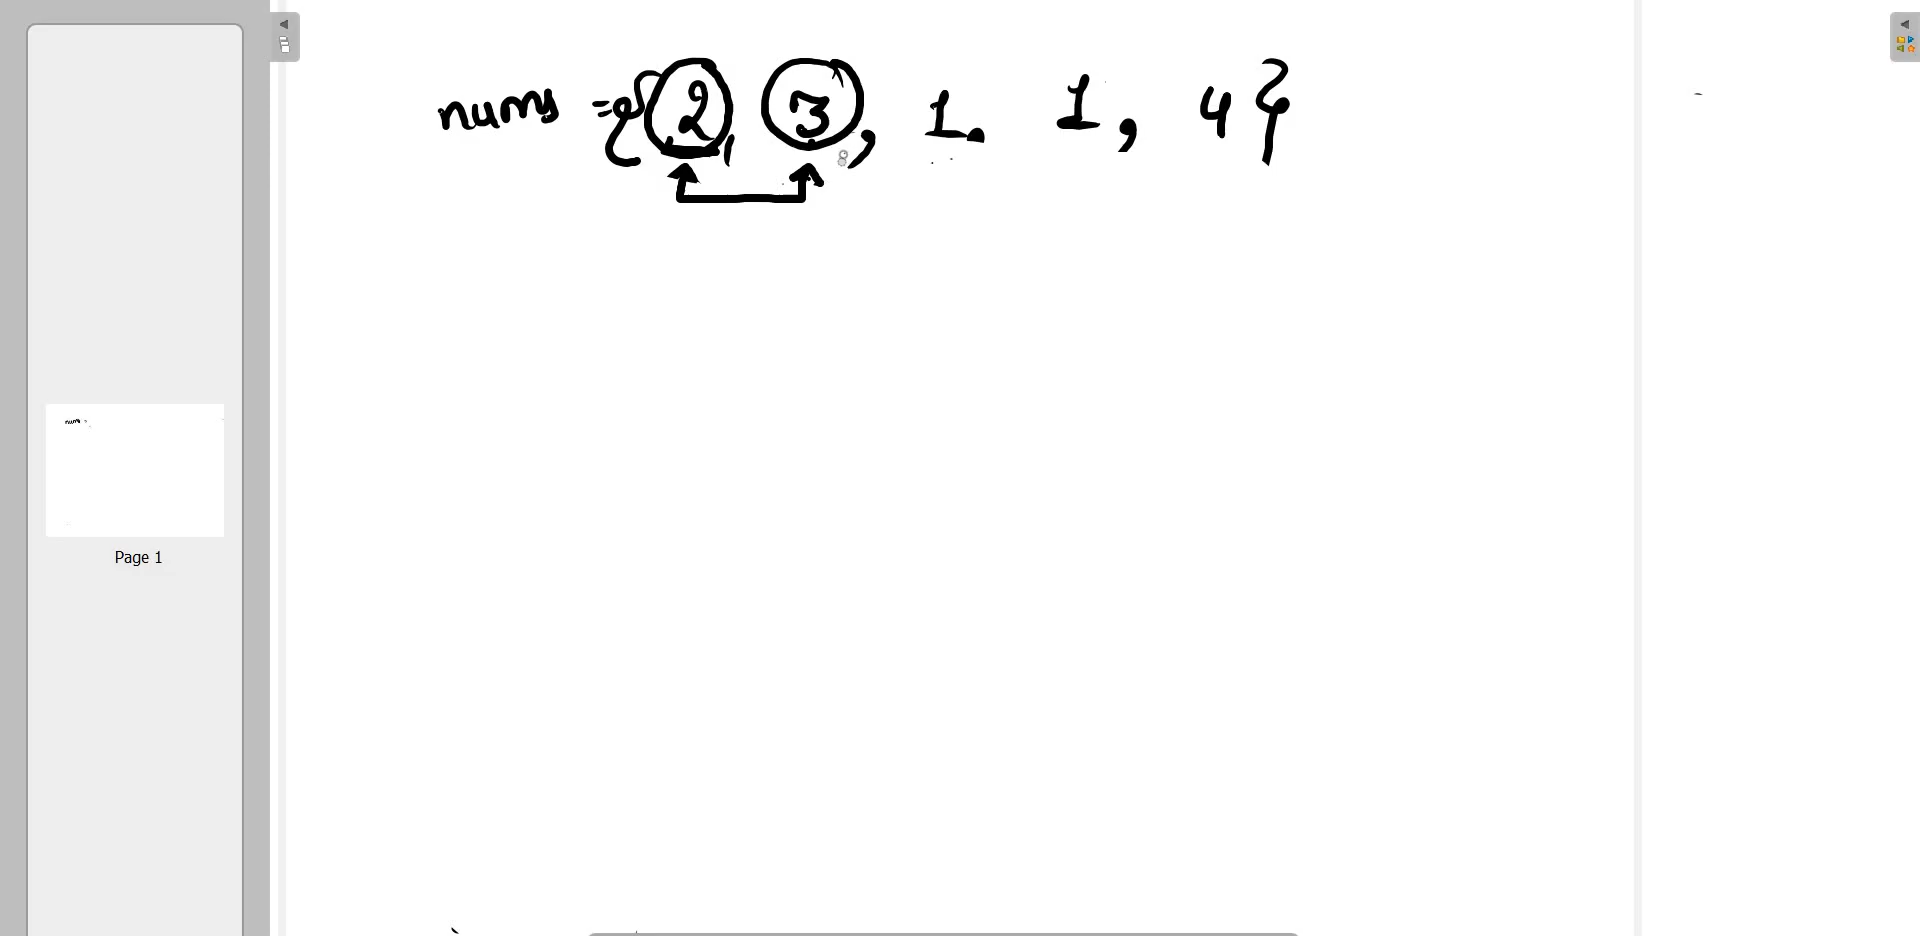 nums = {2, 3, 1. 1, 4}
Page 1